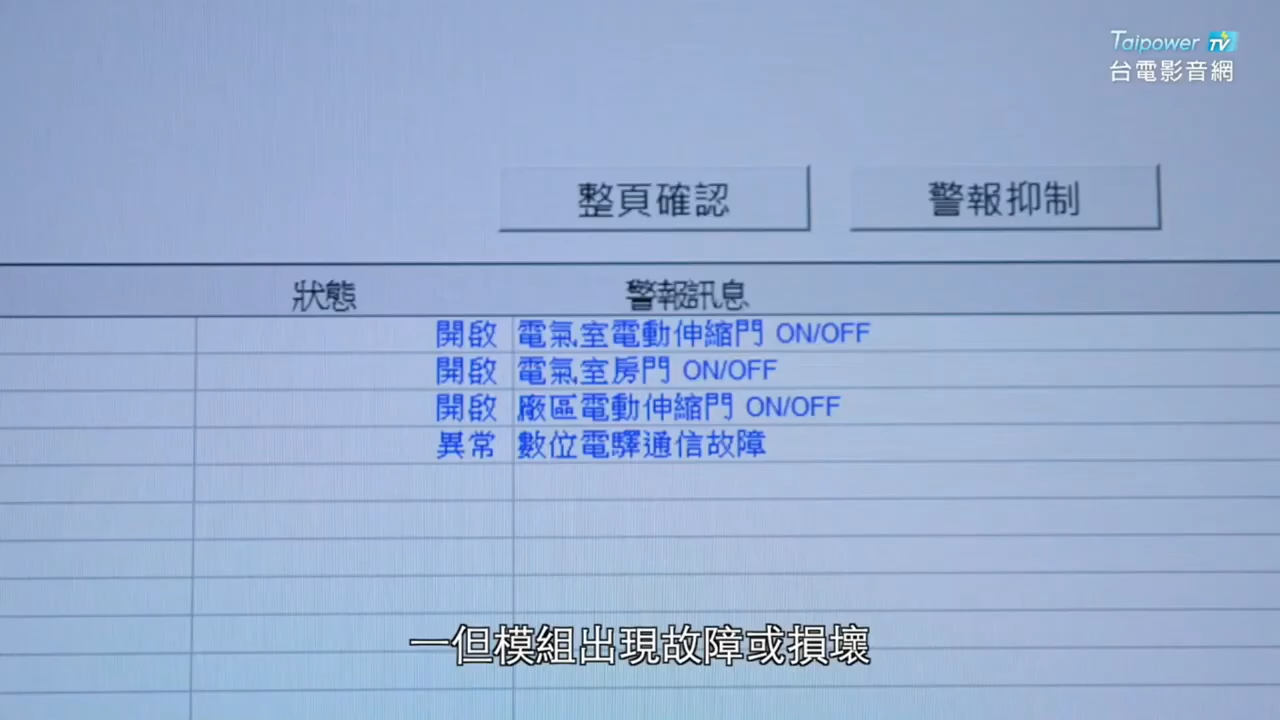 Taipower TV
台電影音網
整頁確認 警報抑制
狀態 警報訊息
開啟 電氣室電動伸縮門 ON/OFF
開啟 電氣室房門 ON/OFF
開啟 廠區電動伸縮門 ON/OFF
異常 數位電驛通信故障
一但模組出現故障或損壞